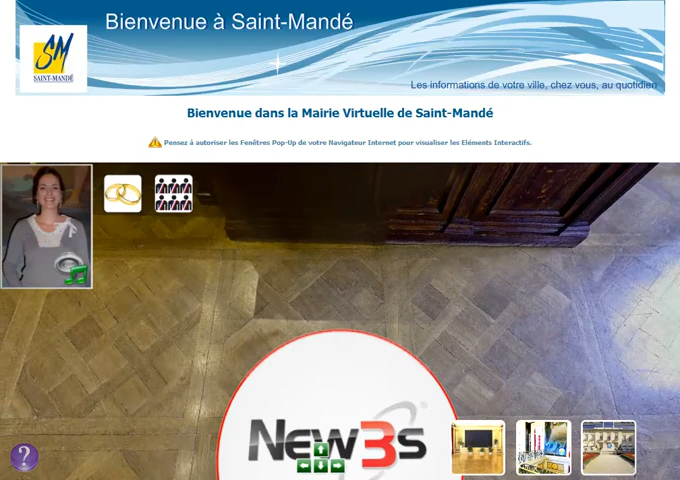 Bienvenue à Saint-Mandé
SM
SAINT-MANDÉ
Les informations de votre ville, chez vous, au quotidien
Bienvenue dans la Mairie Virtuelle de Saint-Mandé
Pensez à autoriser les Fenêtres Pop-Up de votre Navigateur Internet pour visualiser les Eléments Interactifs.
New3s
?